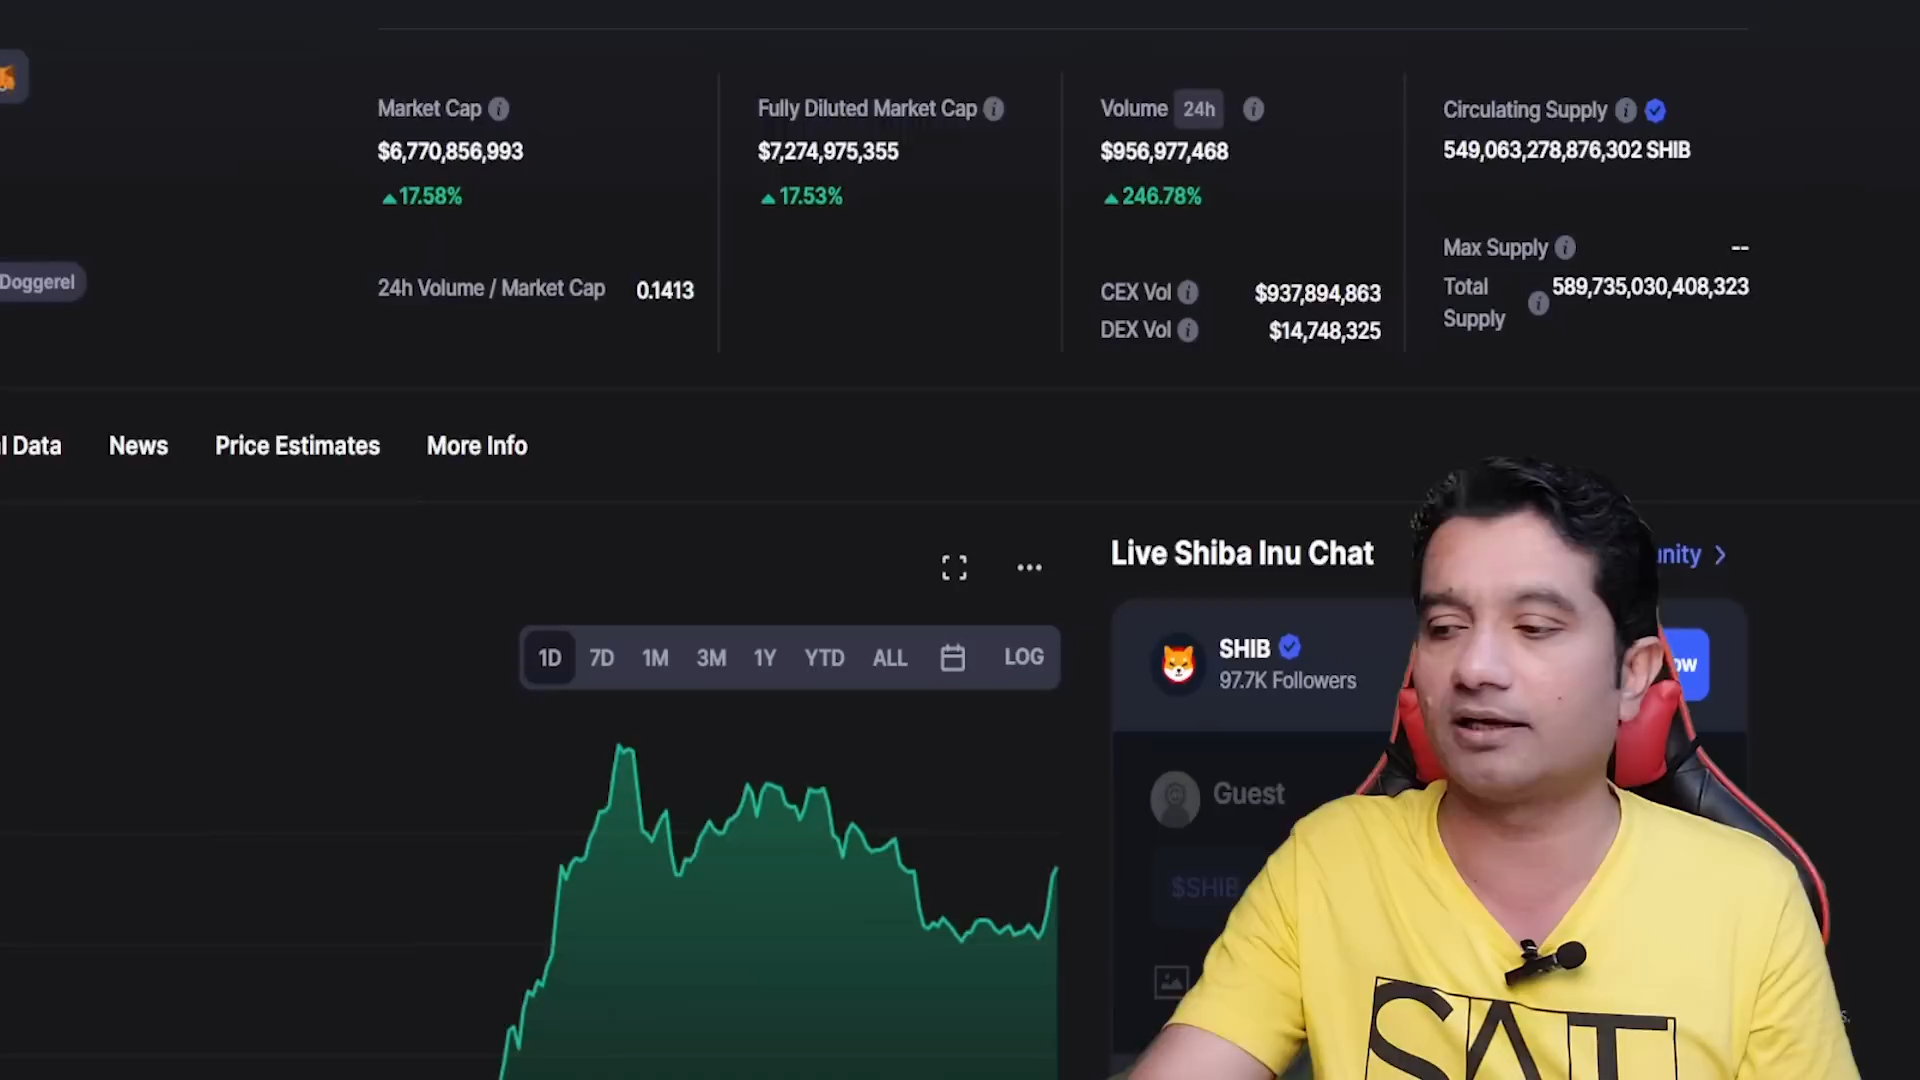 Market Cap
$6,770,856,993
17.58%
24h Volume / Market Cap 0.1413
Fully Diluted Market Cap
$7,274,975,355
17.53%
Volume 24h
$956,977,468
246.78%
CEX Vol $937,894,863
DEX Vol $14,748,325
Circulating Supply
549,063,278,876,302 SHIB
Max Supply --
Total Supply 589,735,030,408,323
Doggerel
l Data News Price Estimates More Info
1D 7D 1M 3M 1Y YTD ALL LOG
Live Shiba Inu Chat
unity
SHIB
97.7K Followers
ow
Guest
$SHIB
SAT